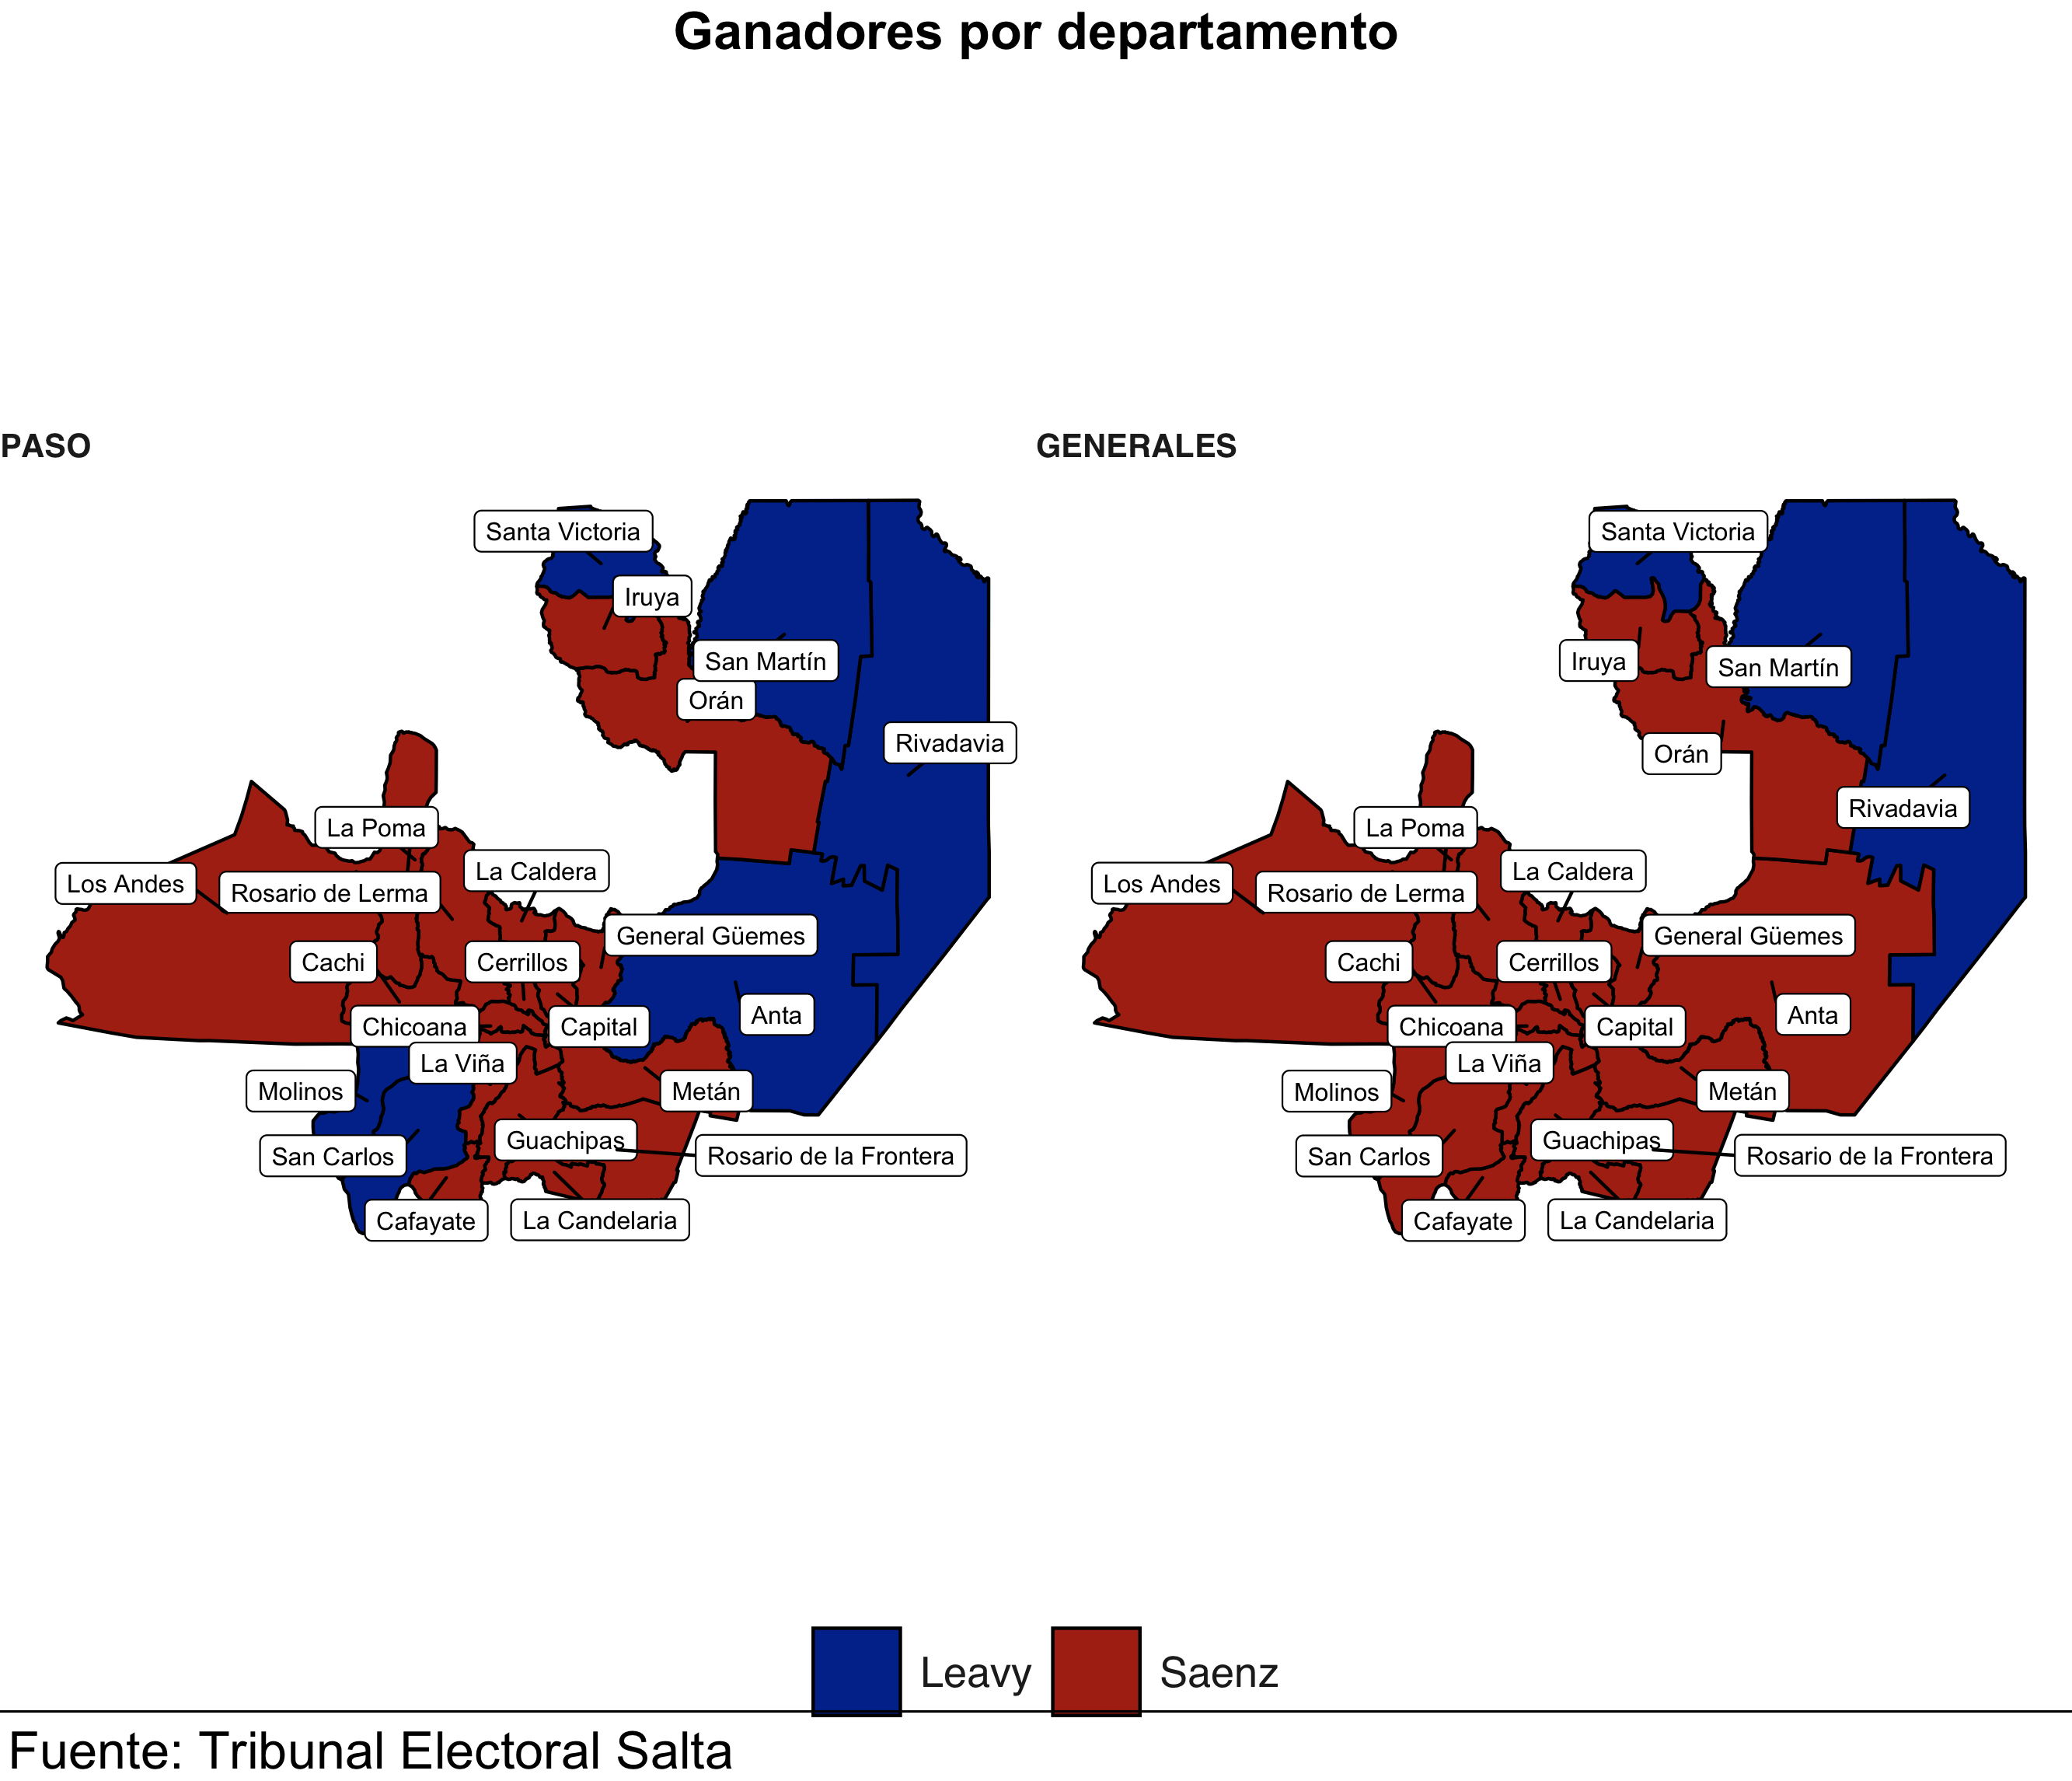 Ganadores por departamento
PASO
Santa Victoria
Iruya
San Martín
Orán
Rivadavia
La Poma
La Caldera
Los Andes
Rosario de Lerma
General Güemes
Cachi
Cerrillos
Anta
Chicoana
Capital
La Viña
Molinos
Metán
Guachipas
San Carlos
Rosario de la Frontera
Cafayate
La Candelaria
GENERALES
Santa Victoria
Iruya
San Martín
Orán
Rivadavia
La Poma
La Caldera
Los Andes
Rosario de Lerma
General Güemes
Cachi
Cerrillos
Anta
Chicoana
Capital
La Viña
Molinos
Metán
Guachipas
San Carlos
Rosario de la Frontera
Cafayate
La Candelaria
Leavy
Saenz
Fuente: Tribunal Electoral Salta